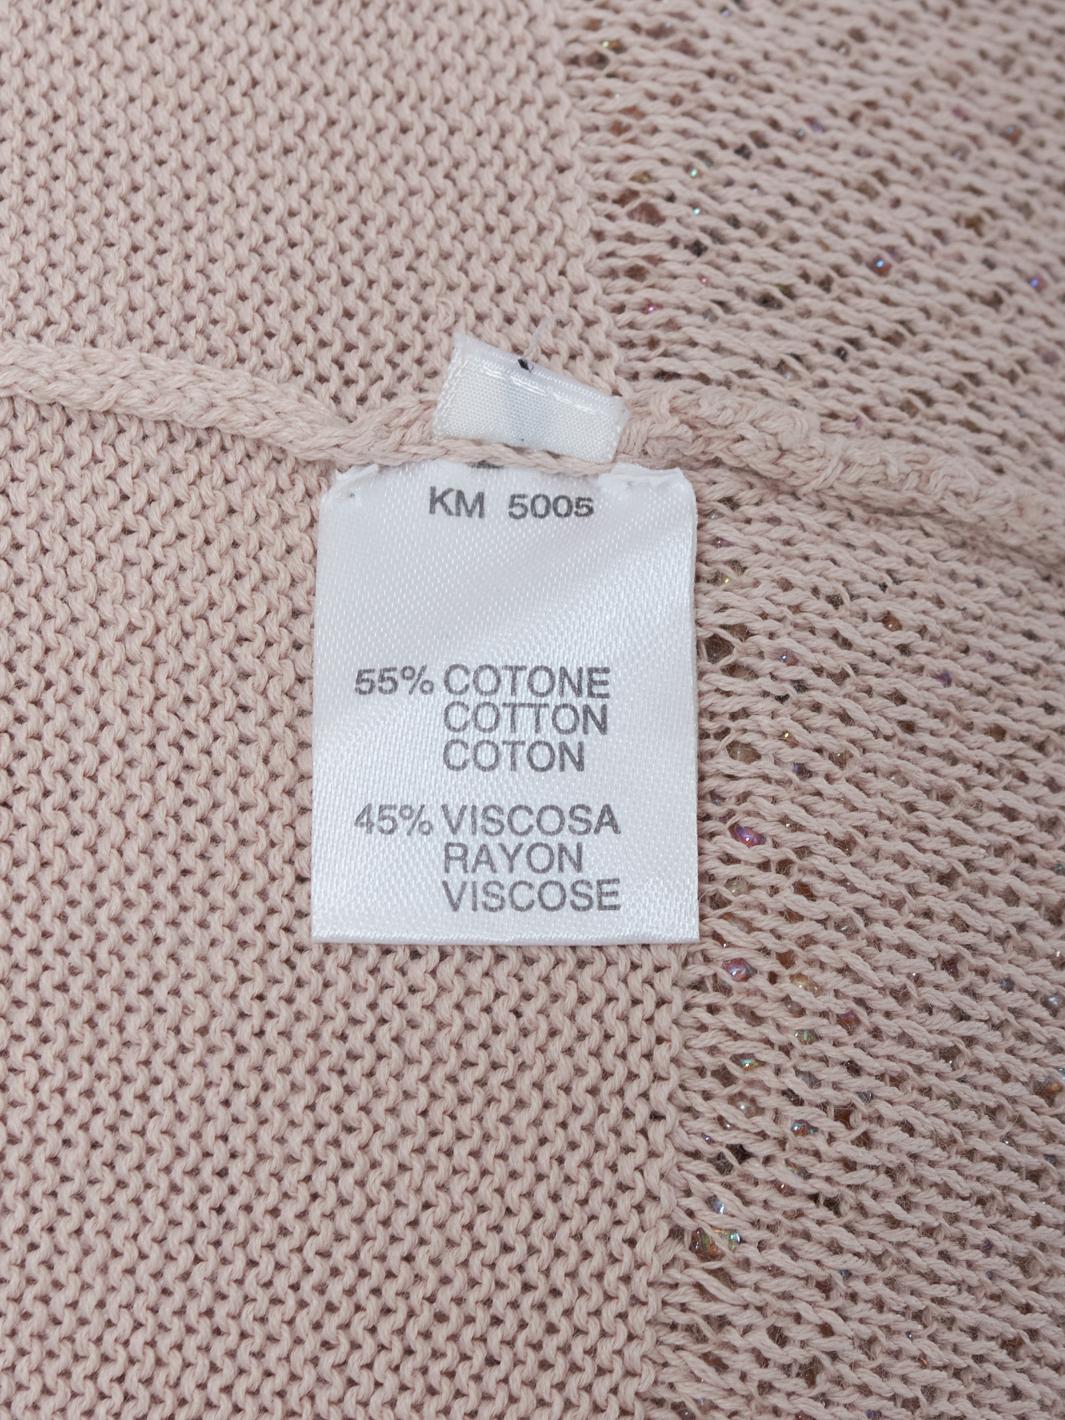 KM 5005
55% COTONE
COTTON
COTON
45% VISCOSA
RAYON
VISCOSE